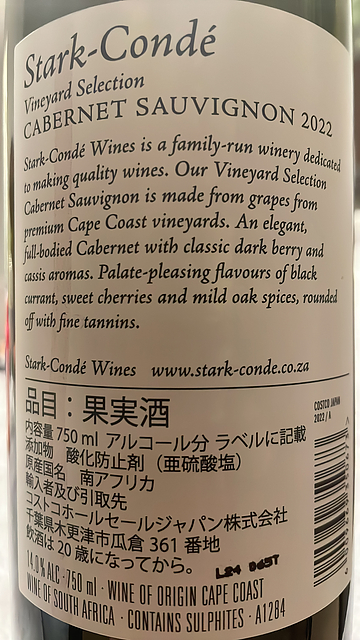 Stark-Condé
Vineyard Selection
CABERNET SAUVIGNON 2022
Stark-Condé Wines is a family-run winery dedicated
to making quality wines. Our Vineyard Selection
Cabernet Sauvignon is made from grapes from
premium Cape Coast vineyards. An elegant,
full-bodied Cabernet with classic dark berry and
cassis aromas. Palate-pleasing flavours of black
currant, sweet cherries and mild oak spices, rounded
off with fine tannins.
Stark-Condé Wines www.stark-conde.co.za
品目：果実酒
内容量 750 ml アルコール分 ラベルに記載
添加物 酸化防止剤（亜硫酸塩）
原産国名 南アフリカ
輸入者及び引取先
コストコホールセールジャパン株式会社
千葉県木更津市瓜倉 361 番地
飲酒は 20 歳になってから。
COSTCO JAPAN
2022 / A
L24 065T
14,0% ALC · 750 ml · WINE OF ORIGIN CAPE COAST
WINE OF SOUTH AFRICA · CONTAINS SULPHITES · A1284